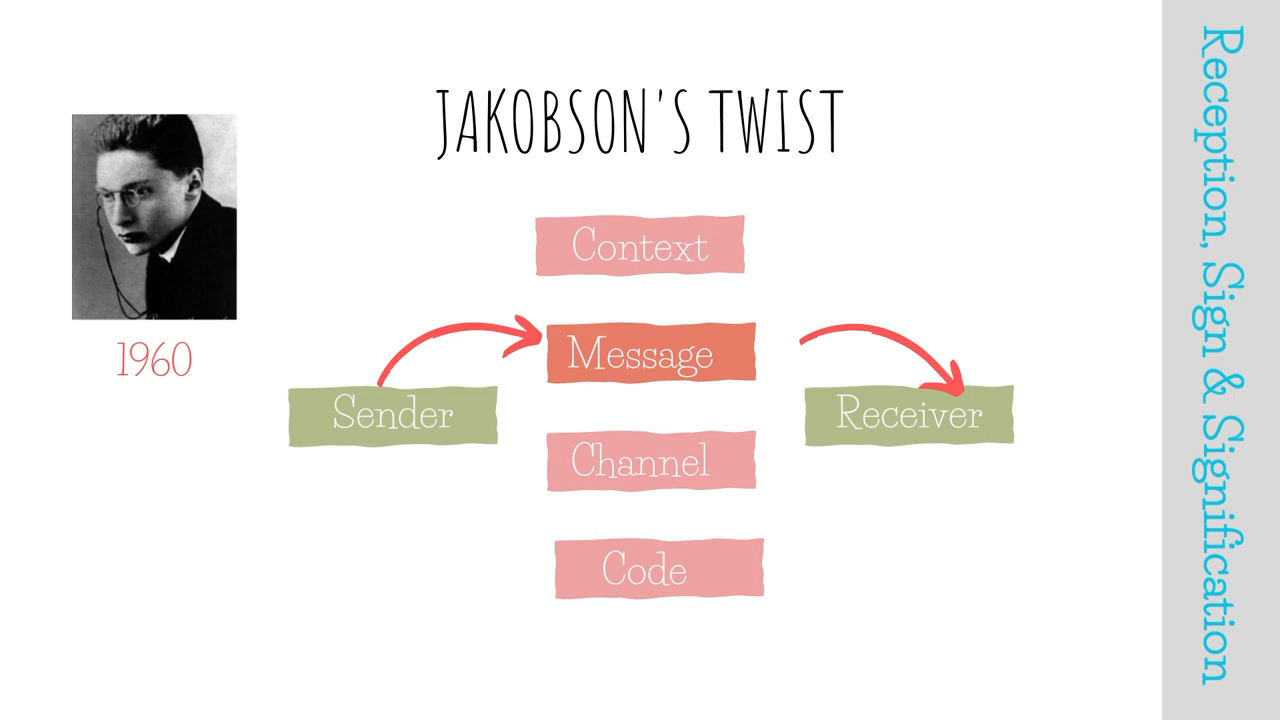 JAKOBSON'S TWIST
1960
Context
Message
Sender
Receiver
Channel
Code
Reception, Sign & Signification